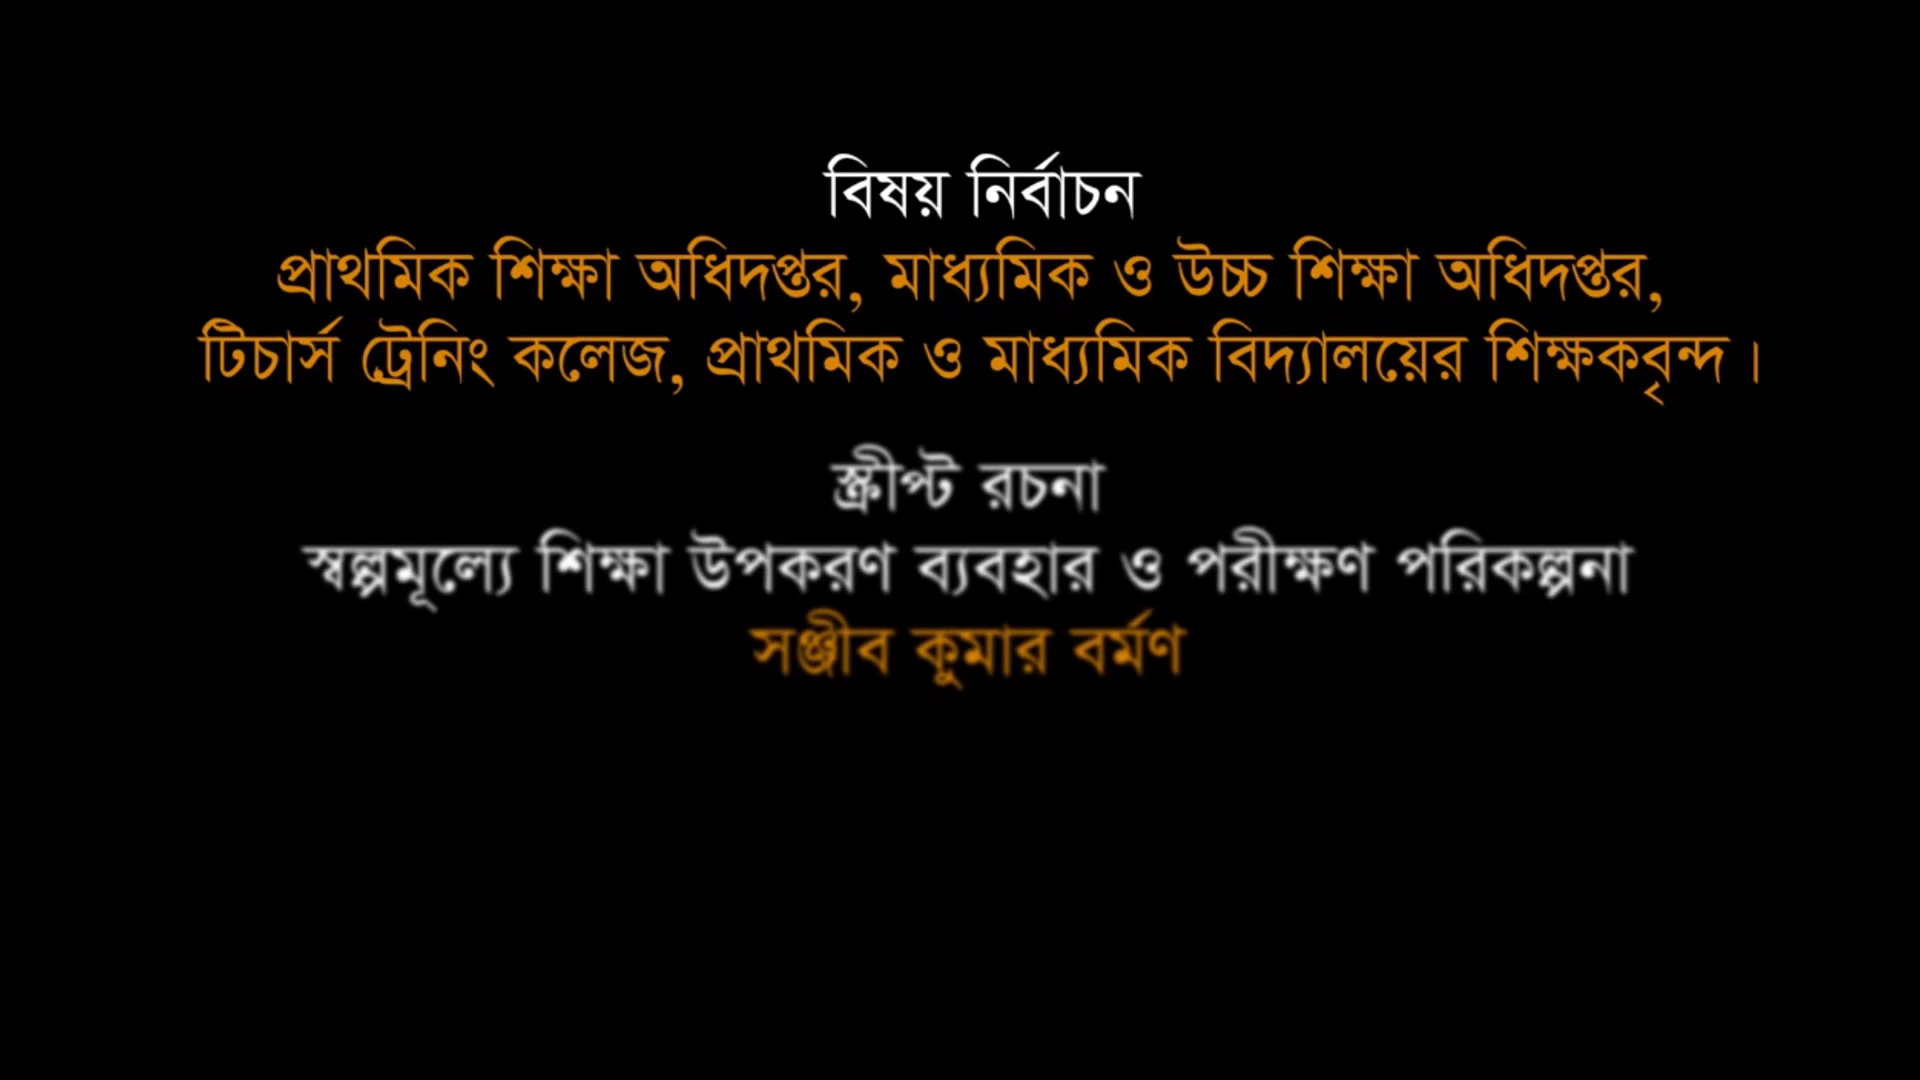 বিষয় নির্বাচন
প্রাথমিক শিক্ষা অধিদপ্তর, মাধ্যমিক ও উচ্চ শিক্ষা অধিদপ্তর,
টিচার্স ট্রেনিং কলেজ, প্রাথমিক ও মাধ্যমিক বিদ্যালয়ের শিক্ষকবৃন্দ।
স্ক্রীপ্ট রচনা
স্বল্পমূল্যে শিক্ষা উপকরণ ব্যবহার ও পরীক্ষণ পরিকল্পনা
সঞ্জীব কুমার বর্মণ